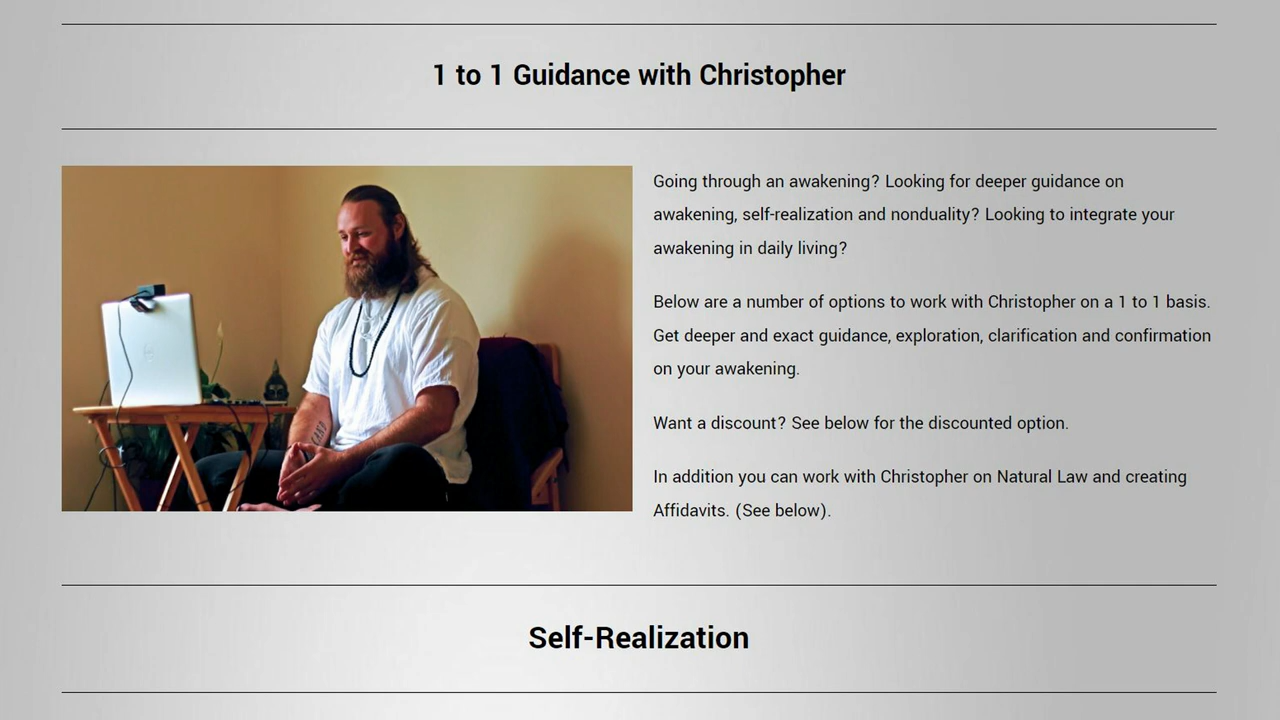 1 to 1 Guidance with Christopher
Going through an awakening? Looking for deeper guidance on
awakening, self-realization and nonduality? Looking to integrate your
awakening in daily living?
Below are a number of options to work with Christopher on a 1 to 1 basis.
Get deeper and exact guidance, exploration, clarification and confirmation
on your awakening.
Want a discount? See below for the discounted option.
In addition you can work with Christopher on Natural Law and creating
Affidavits. (See below).
Self-Realization